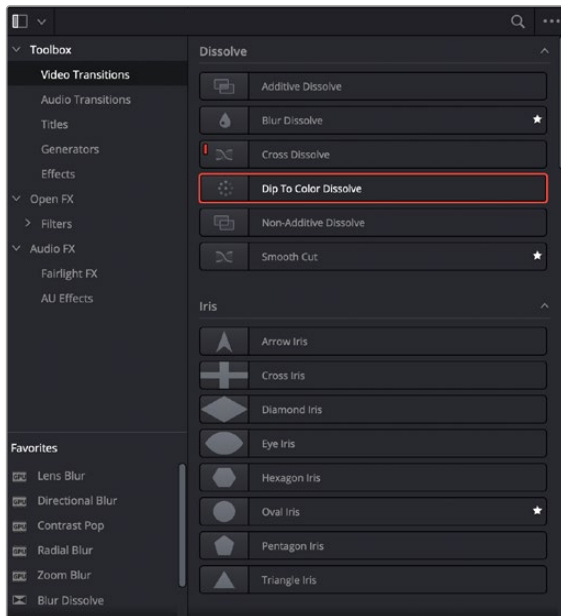 Toolbox
Video Transitions
Audio Transitions
Titles
Generators
Effects
Open FX
Filters
Audio FX
Fairlight FX
AU Effects
Favorites
Lens Blur
Directional Blur
Contrast Pop
Radial Blur
Zoom Blur
Blur Dissolve
Dissolve
Additive Dissolve
Blur Dissolve
Cross Dissolve
Dip To Color Dissolve
Non-Additive Dissolve
Smooth Cut
Iris
Arrow Iris
Cross Iris
Diamond Iris
Eye Iris
Hexagon Iris
Oval Iris
Pentagon Iris
Triangle Iris